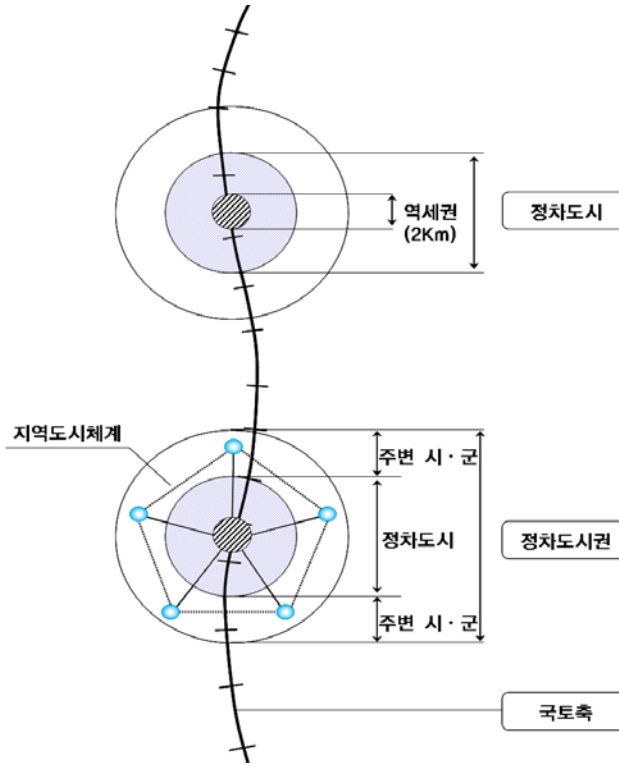 역세권
(2Km)
정차도시
지역도시체계
주변 시·군
정차도시
정차도시권
주변 시·군
국토축